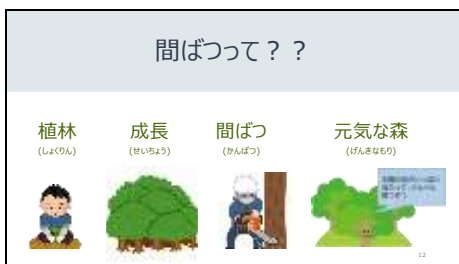 間ばつって？？
植林
(しょくりん)
成長
(せいちょう)
間ばつ
(かんばつ)
元気な森
(げんきなもり)
12